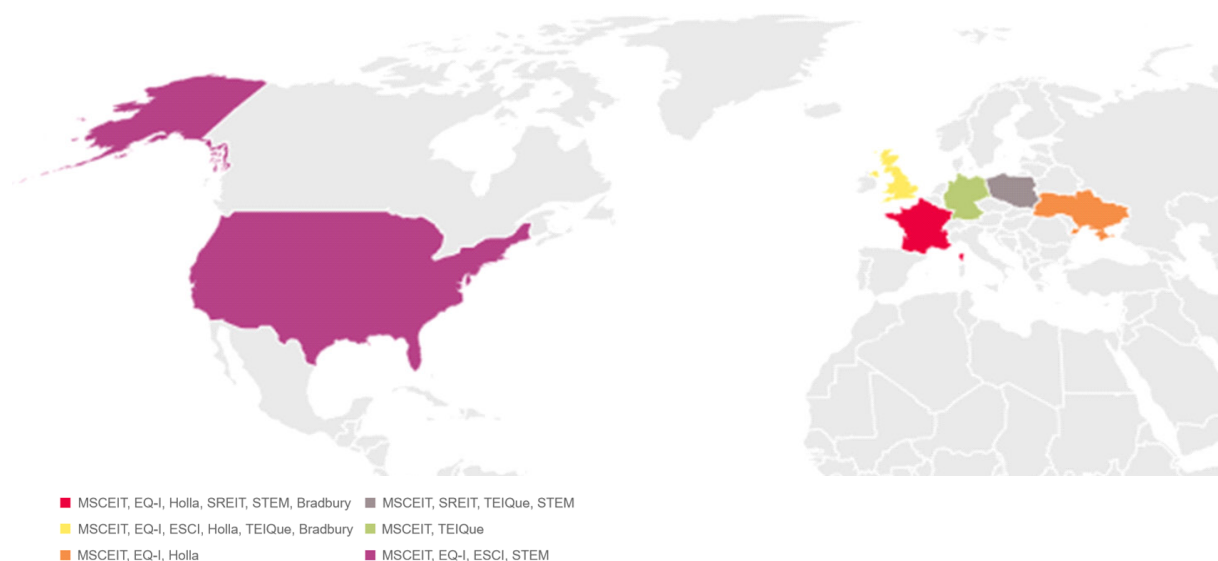 MSCEIT, EQ-I, Holla, SREIT, STEM, Bradbury
MSCEIT, SREIT, TEIQue, STEM
MSCEIT, EQ-I, ESCI, Holla, TEIQue, Bradbury
MSCEIT, TEIQue
MSCEIT, EQ-I, Holla
MSCEIT, EQ-I, ESCI, STEM